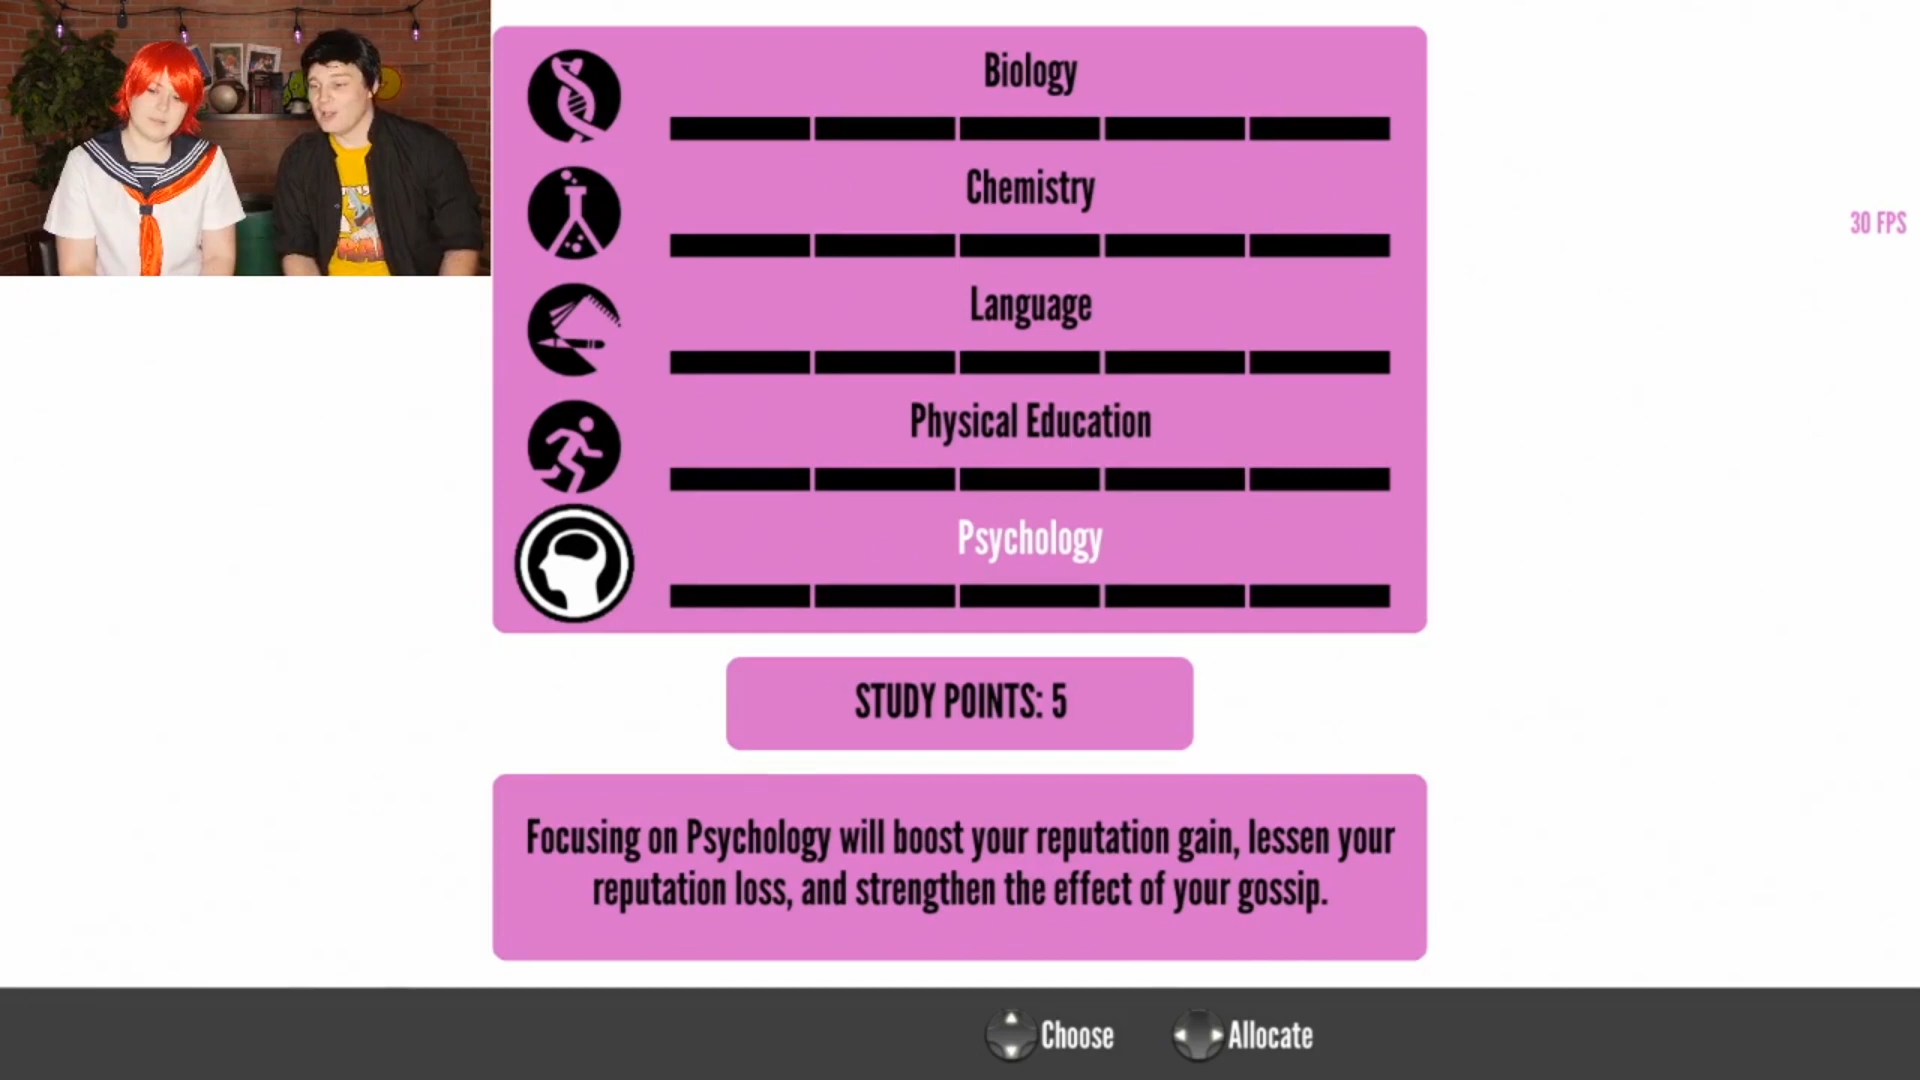 Biology
Chemistry
30 FPS
Language
Physical Education
Psychology
STUDY POINTS: 5
Focusing on Psychology will boost your reputation gain, lessen your
reputation loss, and strengthen the effect of your gossip.
Choose
Allocate